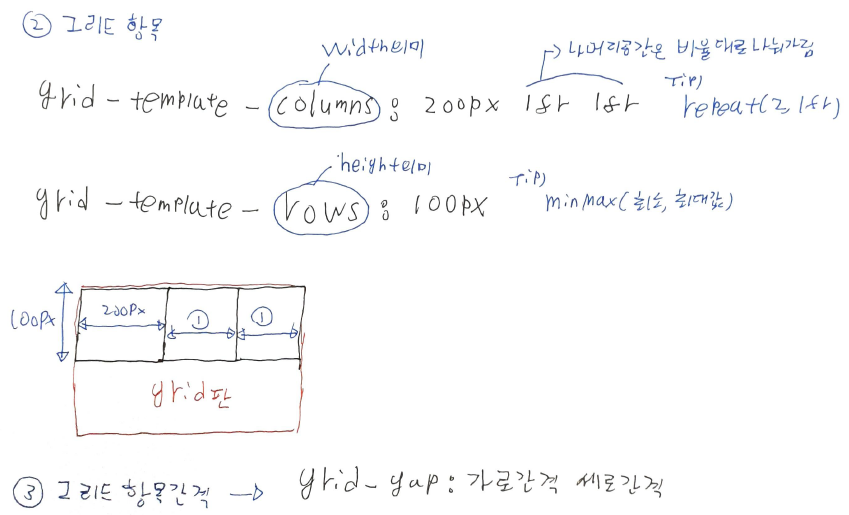 ② 그리드 항목
width의미
나머지공간은 비율대로 나눠가짐
grid-template-columns: 200px 1fr 1fr
Tip)
repeat(2, 1fr)
height의미
grid-template-rows: 100px
Tip)
minmax(최소, 최대값)
100px
200px ① ①
grid판
③ 그리드 항목간격 → grid-gap: 가로간격 세로간격